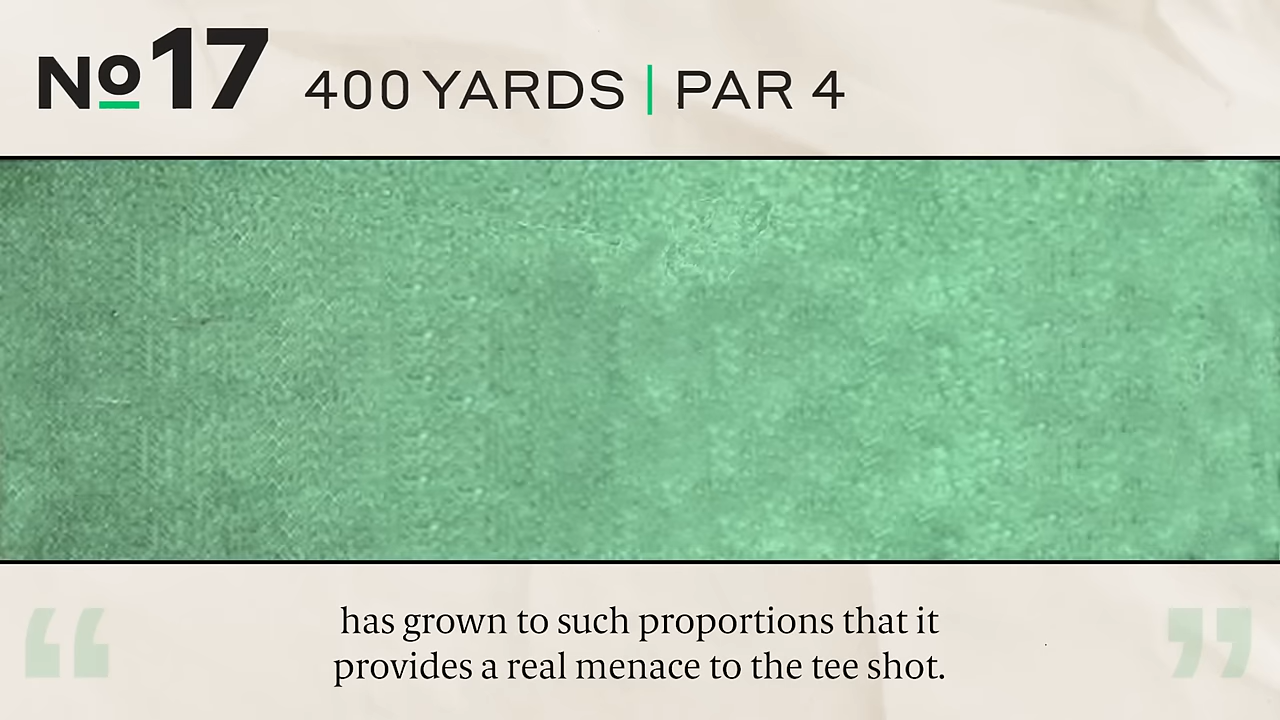 No17 400 YARDS | PAR 4
“ has grown to such proportions that it
provides a real menace to the tee shot. ”